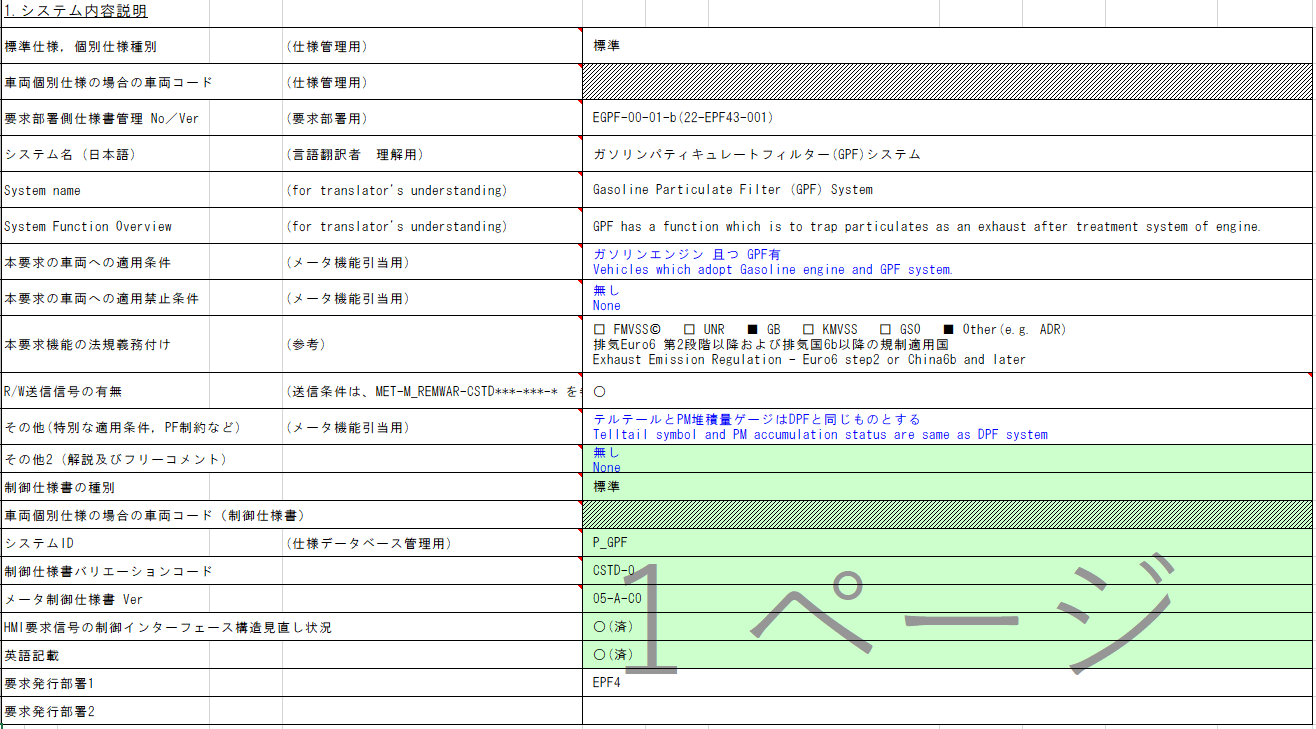 1.システム内容説明
標準仕様, 個別仕様種別 (仕様管理用) 標準
車両個別仕様の場合の車両コード (仕様管理用)
要求部署側仕様書管理 No／Ver (要求部署用) EGPF-00-01-b(22-EPF43-001)
システム名 (日本語) (言語翻訳者　理解用) ガソリンパティキュレートフィルター(GPF)システム
System name (for translator's understanding) Gasoline Particulate Filter (GPF) System
System Function Overview (for translator's understanding) GPF has a function which is to trap particulates as an exhaust after treatment system of engine.
本要求の車両への適用条件 (メータ機能引当用) ガソリンエンジン 且つ GPF有
Vehicles which adopt Gasoline engine and GPF system.
本要求の車両への適用禁止条件 (メータ機能引当用) 無し
None
本要求機能の法規義務付け (参考) □ FMVSS© □ UNR ■ GB □ KMVSS □ GSO ■ Other(e.g. ADR)
排気Euro6 第2段階以降および排気国6b以降の規制適用国
Exhaust Emission Regulation - Euro6 step2 or China6b and later
R/W送信信号の有無 (送信条件は、MET-M_REMWAR-CSTD***-***-* を ○
その他(特別な適用条件, PF制約など) (メータ機能引当用) テルテールとPM堆積量ゲージはDPFと同じものとする
Telltail symbol and PM accumulation status are same as DPF system
その他2 (解説及びフリーコメント) 無し
None
制御仕様書の種別 標準
車両個別仕様の場合の車両コード (制御仕様書)
システムID (仕様データベース管理用) P_GPF
制御仕様書バリエーションコード CSTD-0
メータ制御仕様書 Ver 05-A-C0
HMI要求信号の制御インターフェース構造見直し状況 ○(済)
英語記載 ○(済)
要求発行部署1 EPF4
要求発行部署2
1 ページ